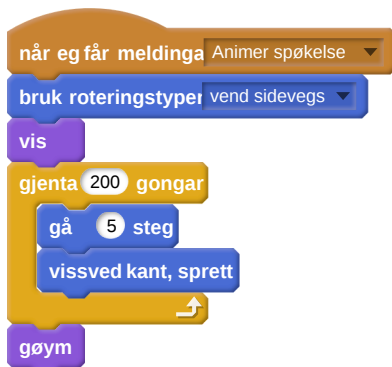 når eg får meldinga Animer spøkelse
bruk roteringstypen vend sidevegs
vis
gjenta 200 gongar
gå 5 steg
vissved kant, sprett
gøym